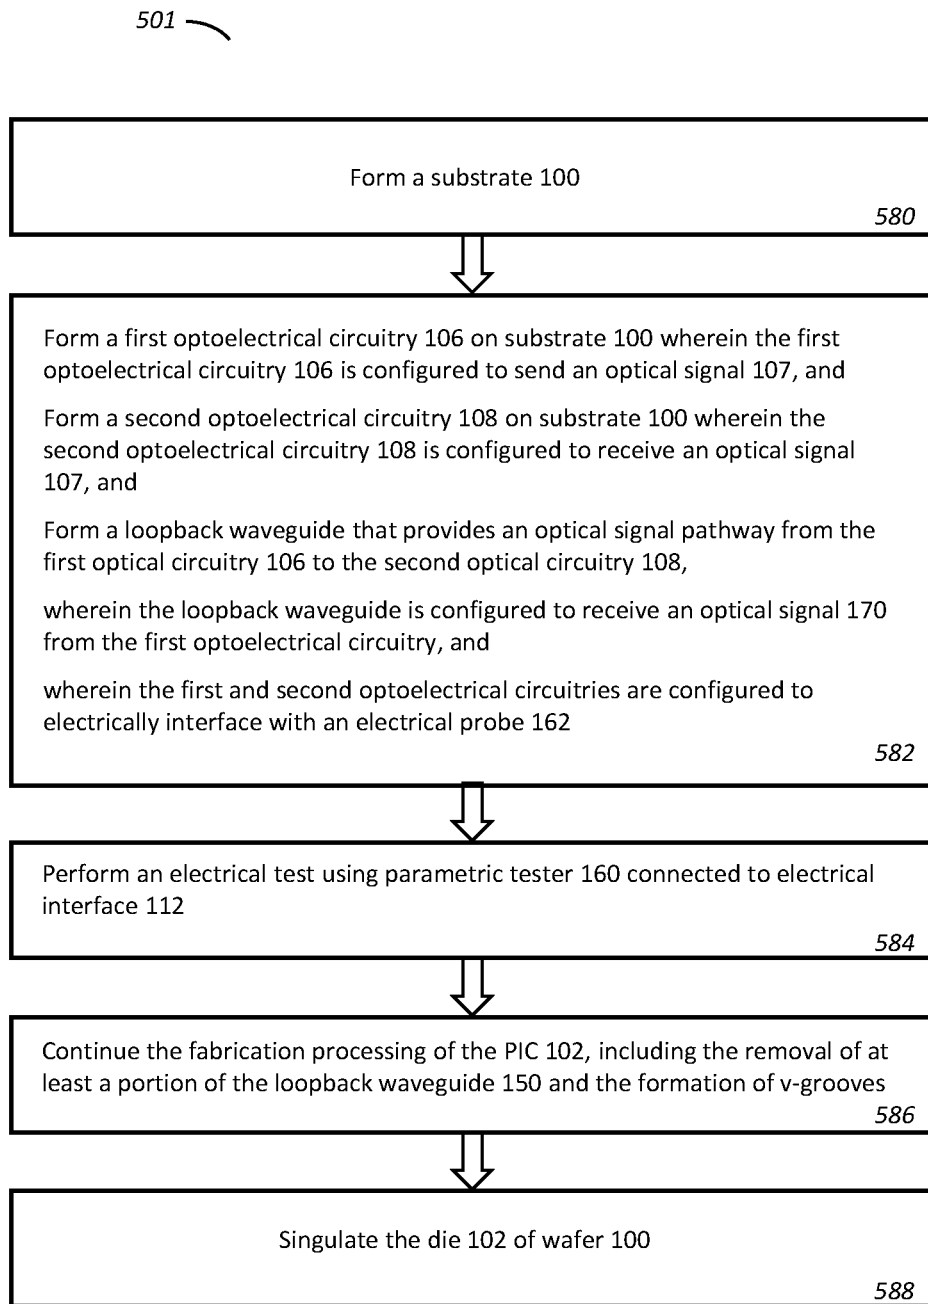 501
Form a substrate 100
580
Form a first optoelectrical circuitry 106 on substrate 100 wherein the first
optoelectrical circuitry 106 is configured to send an optical signal 107, and
Form a second optoelectrical circuitry 108 on substrate 100 wherein the
second optoelectrical circuitry 108 is configured to receive an optical signal
107, and
Form a loopback waveguide that provides an optical signal pathway from the
first optical circuitry 106 to the second optical circuitry 108,
wherein the loopback waveguide is configured to receive an optical signal 170
from the first optoelectrical circuitry, and
wherein the first and second optoelectrical circuitries are configured to
electrically interface with an electrical probe 162
582
Perform an electrical test using parametric tester 160 connected to electrical
interface 112
584
Continue the fabrication processing of the PIC 102, including the removal of at
least a portion of the loopback waveguide 150 and the formation of v-grooves
586
Singulate the die 102 of wafer 100
588